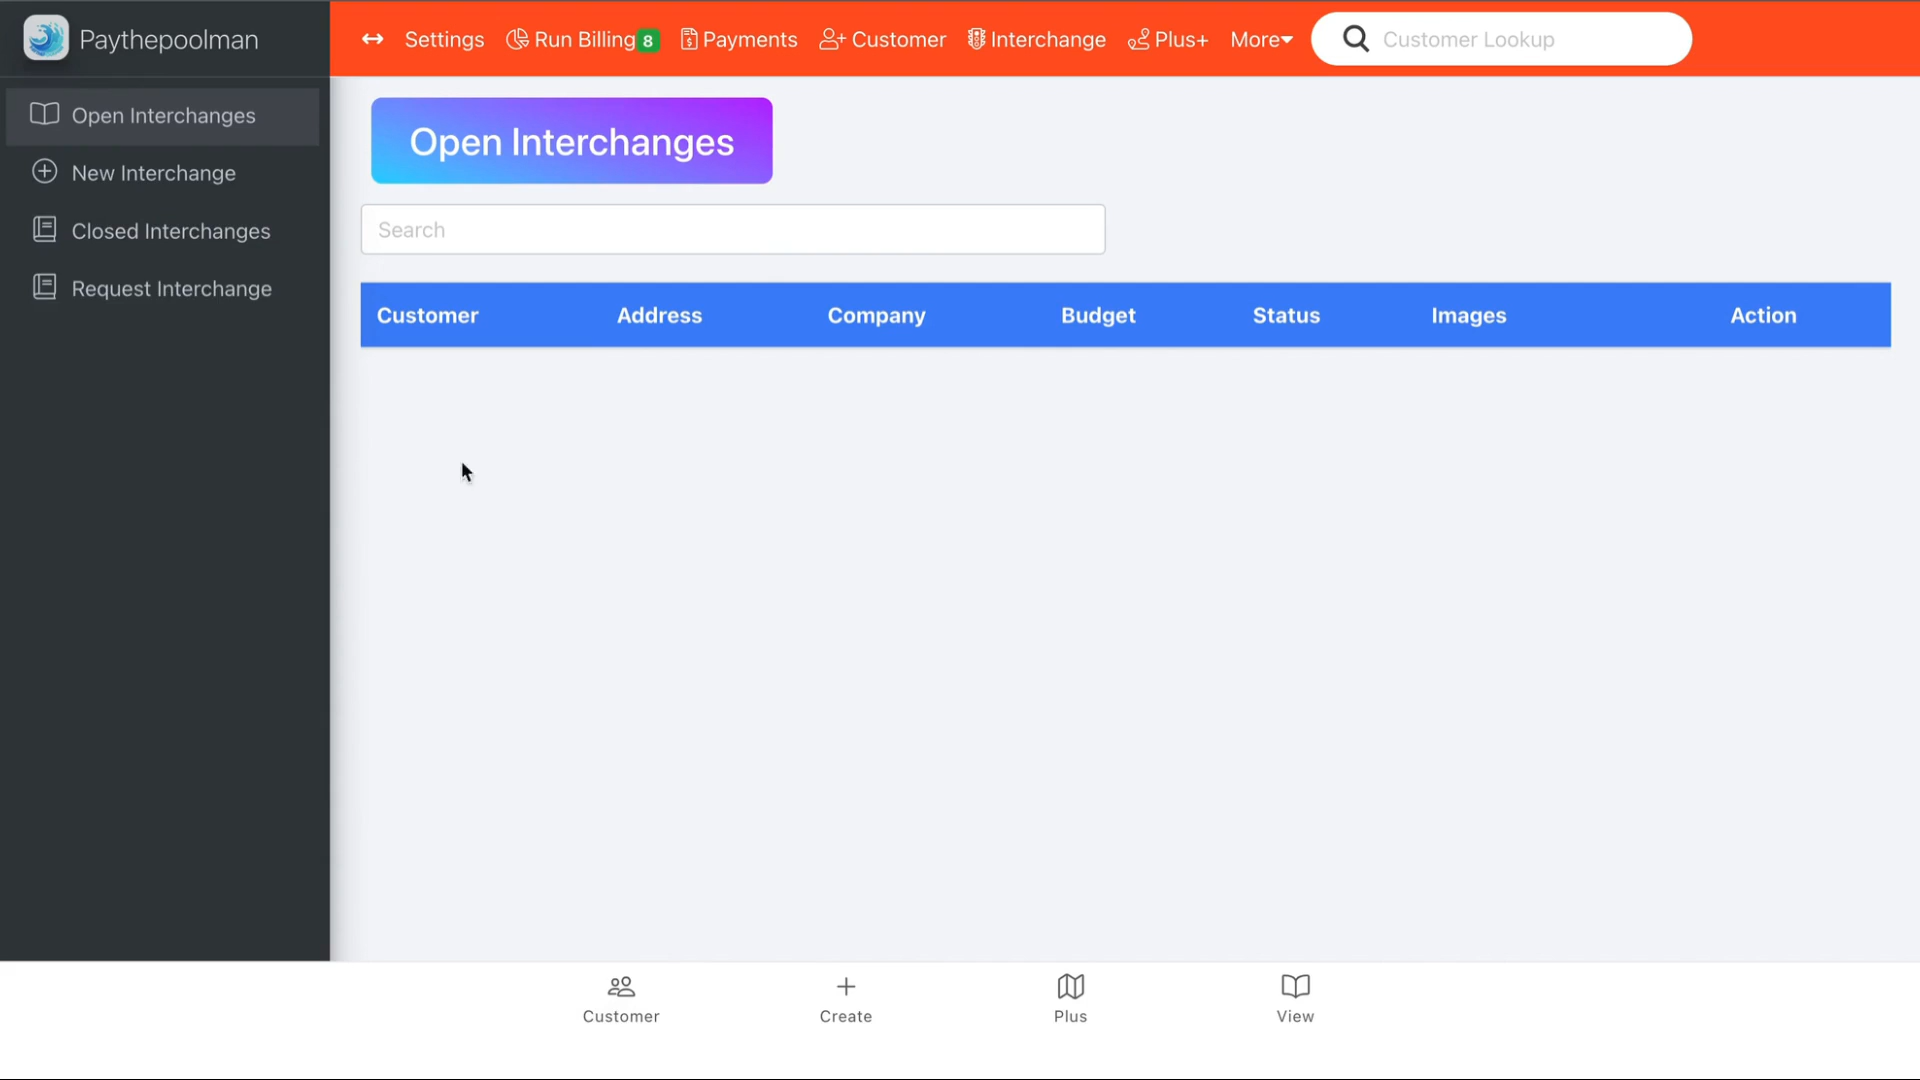 Paythepoolman
Settings Run Billing 8 Payments Customer Interchange Plus+ More Customer Lookup
Open Interchanges
New Interchange
Closed Interchanges
Request Interchange
Open Interchanges
Search
Customer Address Company Budget Status Images Action
Customer Create Plus View